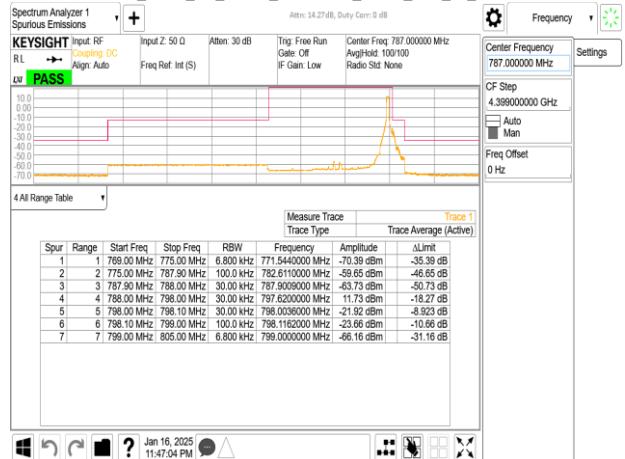 Spectrum Analyzer 1
Spurious Emissions
Attn: 14.27dB, Duty Corr: 0 dB
Frequency
KEYSIGHT
RL
LXI
PASS
Input: RF
Coupling: DC
Align: Auto
Input Z: 50 Ω
Freq Ref: Int (S)
Atten: 30 dB
Trig: Free Run
Gate: Off
IF Gain: Low
Center Freq: 787.000000 MHz
Avg|Hold: 100/100
Radio Std: None
Center Frequency
787.000000 MHz
Settings
CF Step
4.399000000 GHz
Auto
Man
Freq Offset
0 Hz
10.0
0.00
-10.0
-20.0
-30.0
-40.0
-50.0
-60.0
-70.0
4 All Range Table
Measure Trace Trace 1
Trace Type Trace Average (Active)
Spur Range Start Freq Stop Freq RBW Frequency Amplitude ΔLimit
1 1 769.00 MHz 775.00 MHz 6.800 kHz 771.5440000 MHz -70.39 dBm -35.39 dB
2 2 775.00 MHz 787.90 MHz 100.0 kHz 782.6110000 MHz -59.65 dBm -46.65 dB
3 3 787.90 MHz 788.00 MHz 30.00 kHz 787.9009000 MHz -63.73 dBm -50.73 dB
4 4 788.00 MHz 798.00 MHz 30.00 kHz 797.6200000 MHz 11.73 dBm -18.27 dB
5 5 798.00 MHz 798.10 MHz 30.00 kHz 798.0036000 MHz -21.92 dBm -8.923 dB
6 6 798.10 MHz 799.00 MHz 100.0 kHz 798.1162000 MHz -23.66 dBm -10.66 dB
7 7 799.00 MHz 805.00 MHz 6.800 kHz 799.0000000 MHz -66.16 dBm -31.16 dB
?
Jan 16, 2025
11:47:04 PM